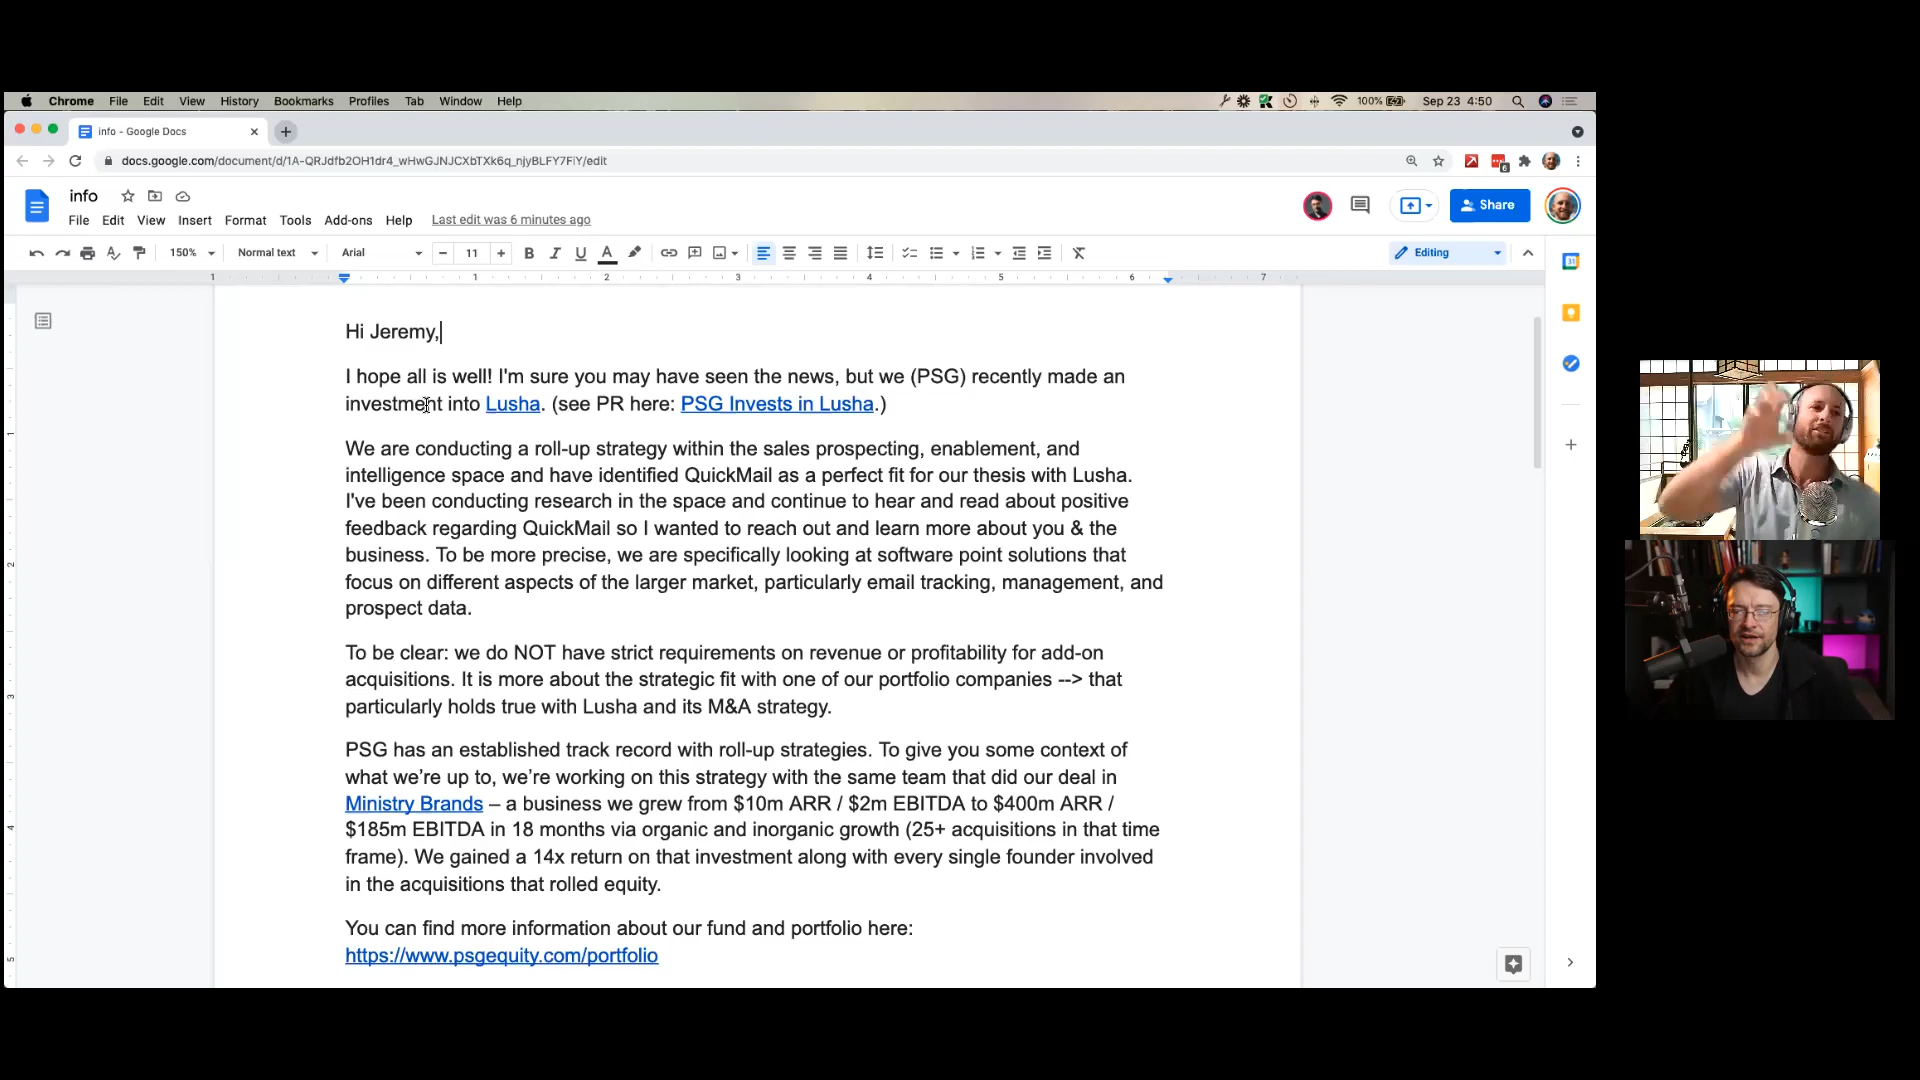 Chrome File Edit View History Bookmarks Profiles Tab Window Help 100% Sep 23 4:50
info - Google Docs
docs.google.com/document/d/1A-QRJdfb2OH1dr4_wHwGJNJCXbTXk6q_njyBLFY7FIY/edit
6
info
File Edit View Insert Format Tools Add-ons Help Last edit was 6 minutes ago
Share
150% Normal text Arial 11 B I U A Editing
31
1 1 2 3 4 5 6 7
Hi Jeremy,
I hope all is well! I'm sure you may have seen the news, but we (PSG) recently made an
investment into Lusha. (see PR here: PSG Invests in Lusha.)
We are conducting a roll-up strategy within the sales prospecting, enablement, and
intelligence space and have identified QuickMail as a perfect fit for our thesis with Lusha.
I've been conducting research in the space and continue to hear and read about positive
feedback regarding QuickMail so I wanted to reach out and learn more about you & the
business. To be more precise, we are specifically looking at software point solutions that
focus on different aspects of the larger market, particularly email tracking, management, and
prospect data.
To be clear: we do NOT have strict requirements on revenue or profitability for add-on
acquisitions. It is more about the strategic fit with one of our portfolio companies --> that
particularly holds true with Lusha and its M&A strategy.
PSG has an established track record with roll-up strategies. To give you some context of
what we're up to, we're working on this strategy with the same team that did our deal in
Ministry Brands – a business we grew from $10m ARR / $2m EBITDA to $400m ARR /
$185m EBITDA in 18 months via organic and inorganic growth (25+ acquisitions in that time
frame). We gained a 14x return on that investment along with every single founder involved
in the acquisitions that rolled equity.
You can find more information about our fund and portfolio here:
https://www.psgequity.com/portfolio
1
2
3
4
5